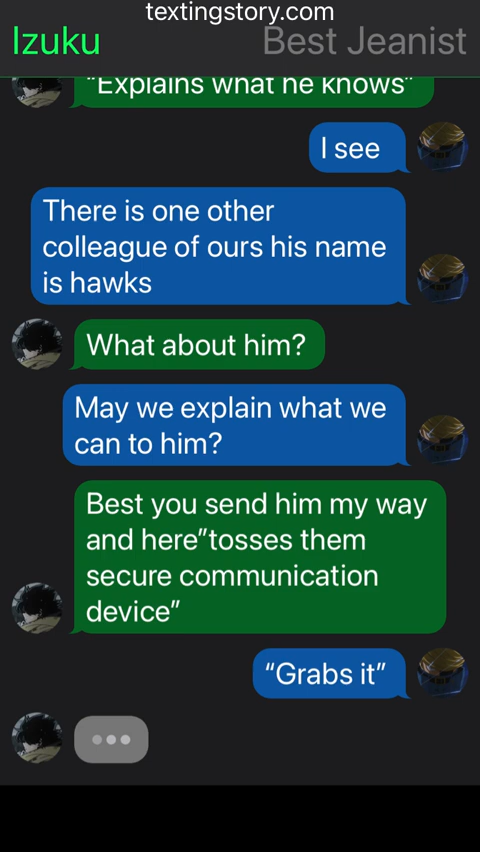 textingstory.com
Izuku
Best Jeanist
“Explains what he knows”
I see
There is one other
colleague of ours his name
is hawks
What about him?
May we explain what we
can to him?
Best you send him my way
and here”tosses them
secure communication
device”
“Grabs it”